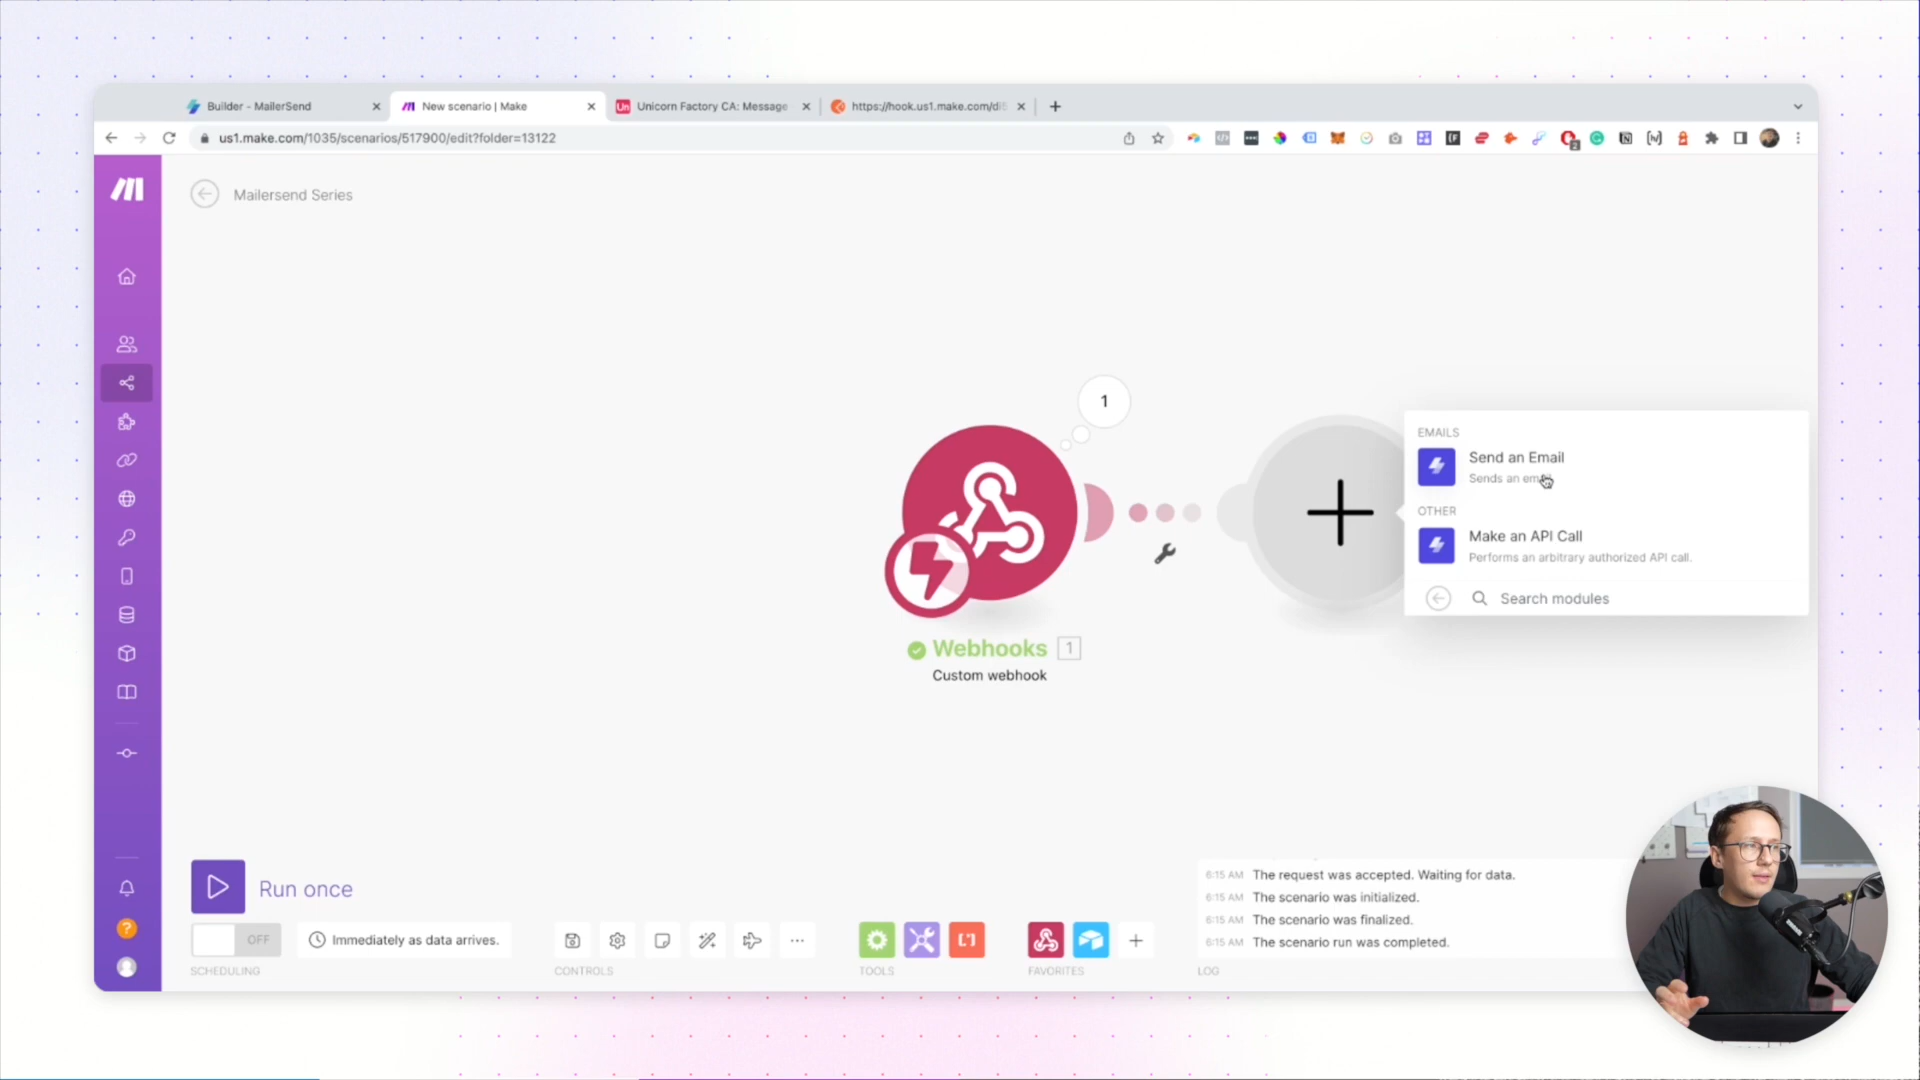 Builder - MailerSend
New scenario | Make
Un
Unicorn Factory CA: Message
https://hook.us1.make.com/di
us1.make.com/1035/scenarios/517900/edit?folder=13122
Mailersend Series
1
EMAILS
Send an Email
Sends an
OTHER
Make an API Call
Performs an arbitrary authorized API call.
Search modules
Webhooks 1
Custom webhook
Run once
OFF
Immediately as data arrives.
SCHEDULING
CONTROLS
TOOLS
FAVORITES
6:15 AM The request was accepted. Waiting for data.
6:15 AM The scenario was initialized.
6:15 AM The scenario was finalized.
6:15 AM The scenario run was completed.
LOG